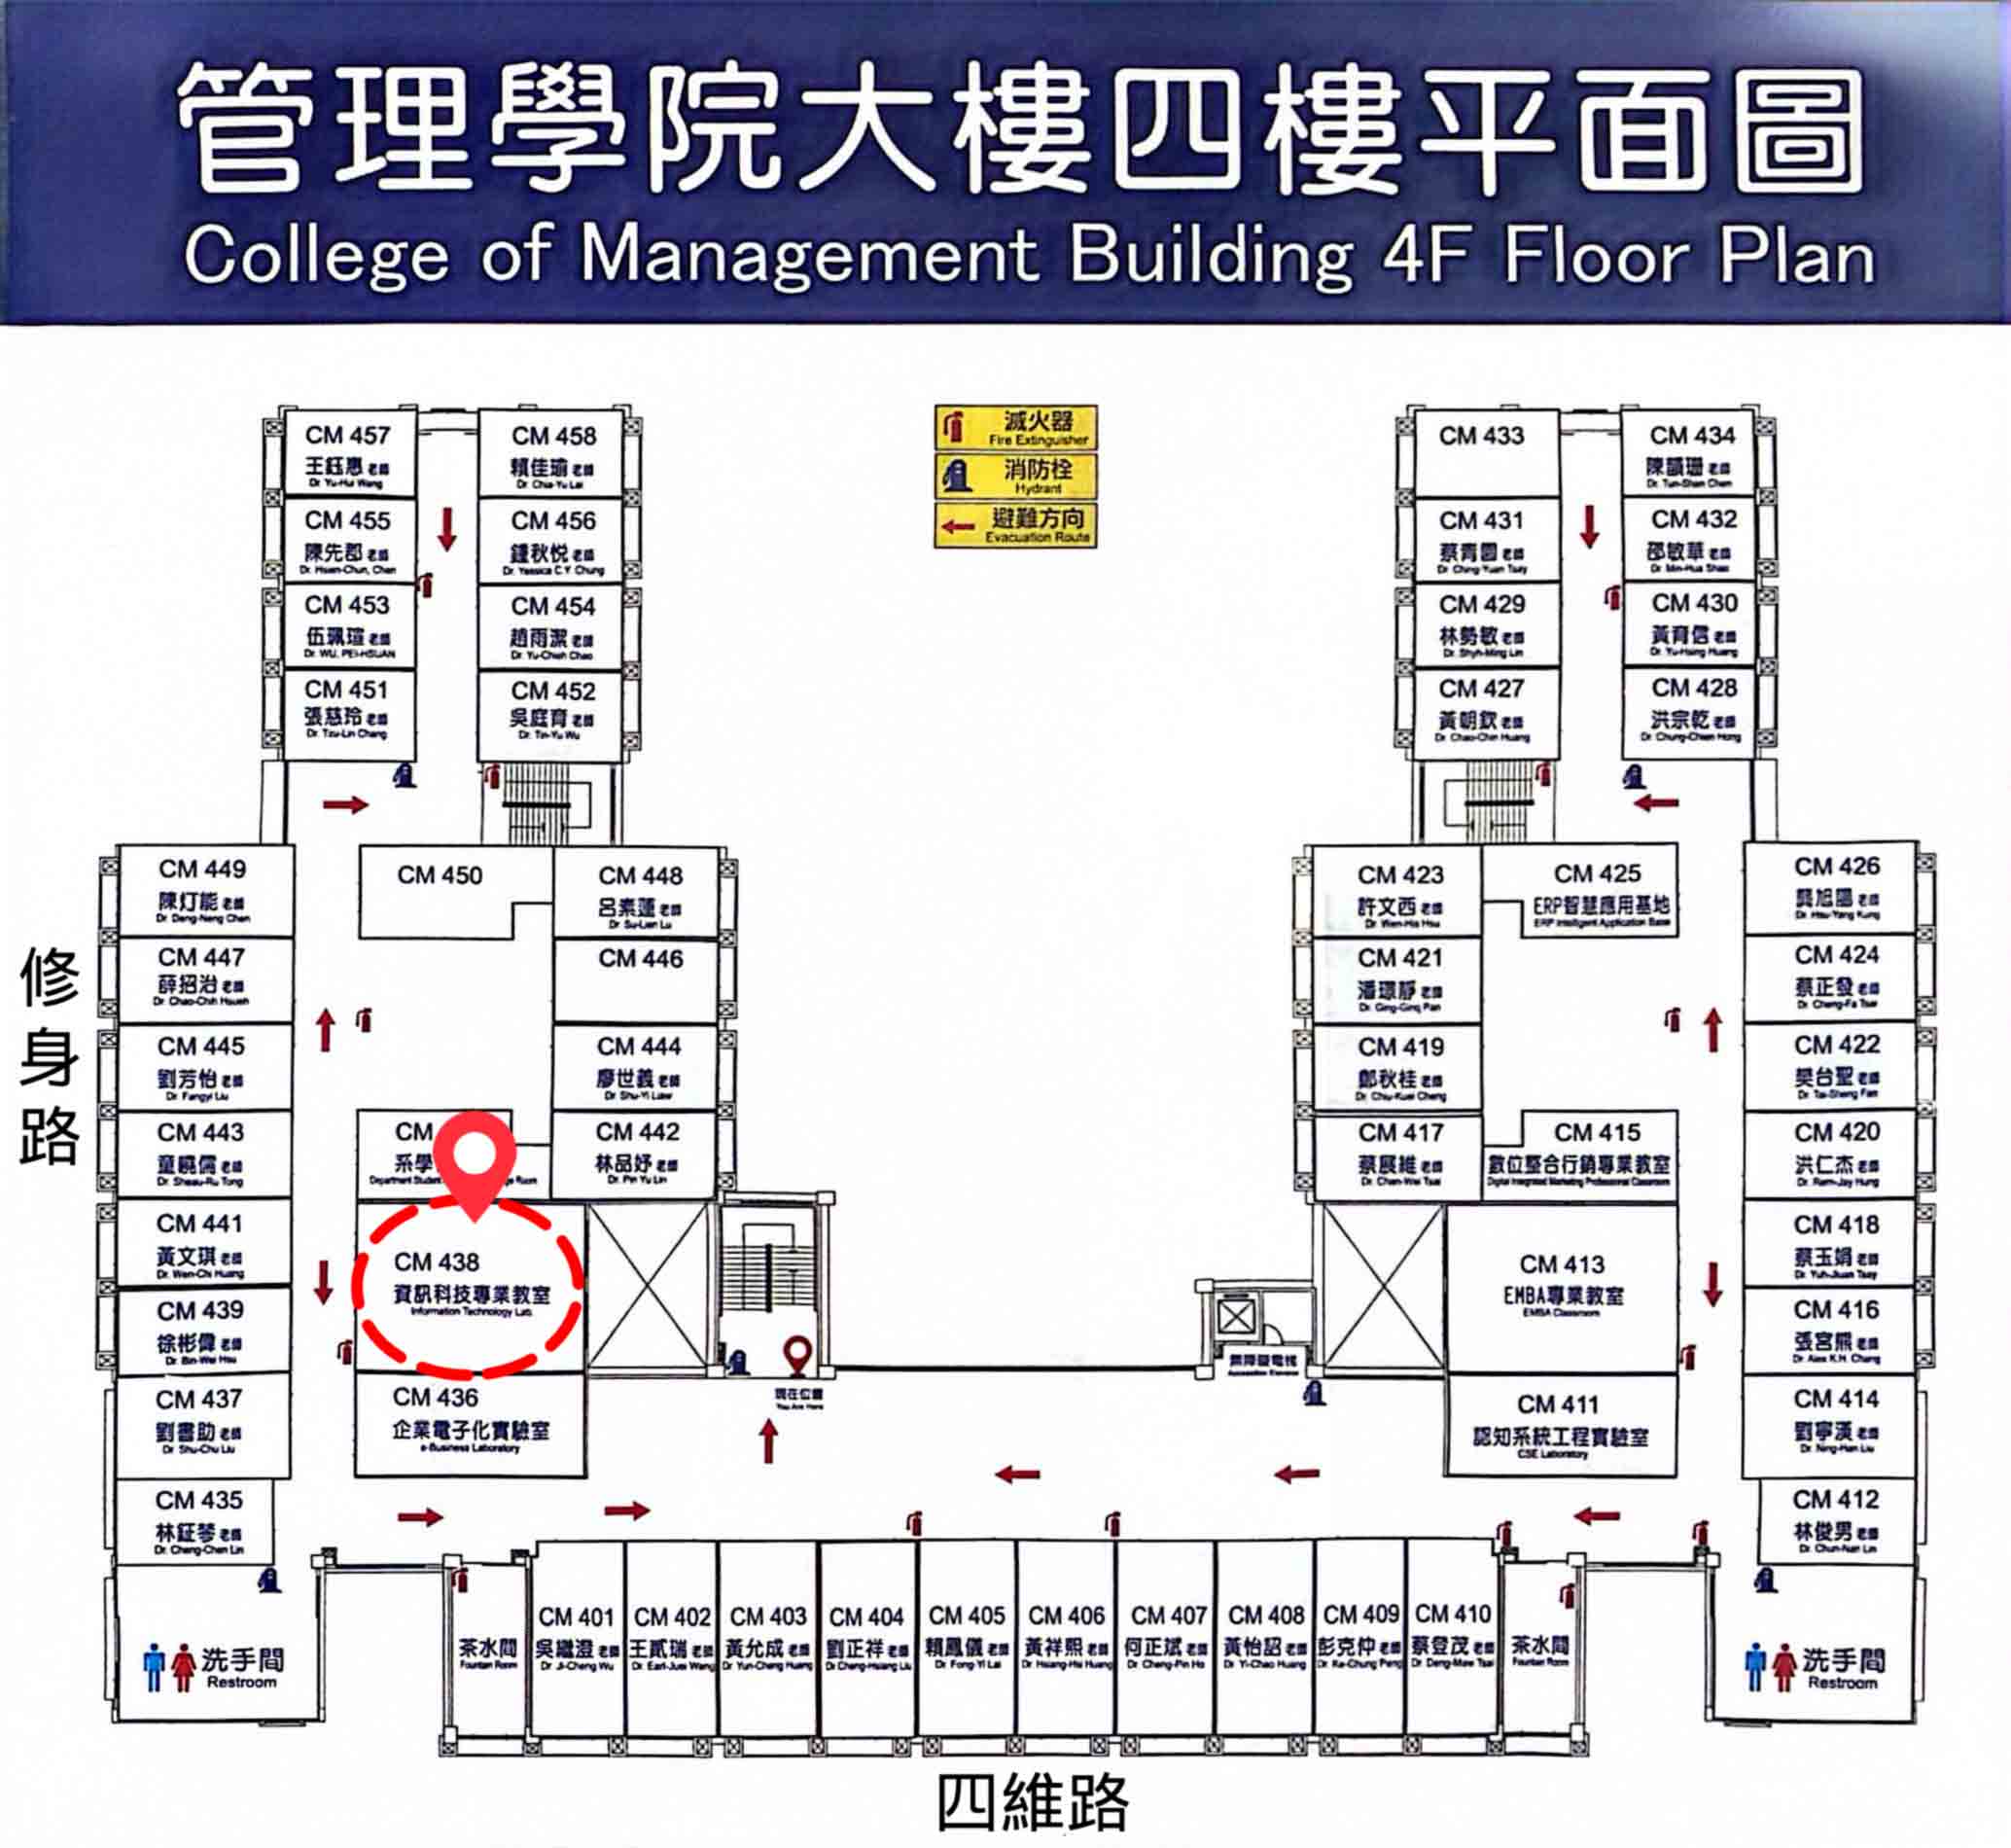 管理學院大樓四樓平面圖
College of Management Building 4F Floor Plan
滅火器
Fire Extinguisher
消防栓
Hydrant
避難方向
Evacuation Route
CM 457
王鈺惠 老師
Dr. Yu-Hui Wang
CM 458
賴佳瑜 老師
Dr. Chia-Yu Lai
CM 433
CM 434
陳韻珊 老師
Dr. Tun-Shan Chen
CM 455
陳先郡 老師
Dr. Hsien-Chun, Chen
CM 456
鍾秋悦 老師
Dr. Yessica C.Y. Chung
CM 431
蔡青園 老師
Dr. Ching-Yuan Tsay
CM 432
邵敏華 老師
Dr. Min-Hua Shao
CM 453
伍珮瑄 老師
Dr. WU, PEI-HSUAN
CM 454
趙雨潔 老師
Dr. Yu-Chieh Chao
CM 429
林勢敏 老師
Dr. Shyh-Ming Lin
CM 430
黃育信 老師
Dr. Yu-Hsing Huang
CM 451
張慈玲 老師
Dr. Tzu-Lin Chang
CM 452
吳庭育 老師
Dr. Tin-Yu Wu
CM 427
黃朝欽 老師
Dr. Chao-Chin Huang
CM 428
洪宗乾 老師
Dr. Chung-Chien Hong
CM 449
陳灯能 老師
Dr. Deng-Neng Chen
CM 450
CM 448
呂素蓮 老師
Dr. Su-Lien Lu
CM 423
許文西 老師
Dr. Wen-Hsi Hsu
CM 425
ERP智慧應用基地
ERP Intelligent Application Base
CM 426
龔旭陽 老師
Dr. Hsu-Yang Kung
CM 447
薛招治 老師
Dr. Chao-Chih Hsueh
CM 446
CM 421
潘璟靜 老師
Dr. Ging-Ging Pan
CM 424
蔡正發 老師
Dr. Cheng-Fa Tsai
CM 445
劉芳怡 老師
Dr. Fangyi Liu
CM 444
廖世義 老師
Dr. Shu-Yi Liaw
CM 419
鄭秋桂 老師
Dr. Chiu-Kuei Cheng
CM 422
樊台聖 老師
Dr. Tai-Sheng Fan
CM 443
童曉儒 老師
Dr. Sheau-Ru Tong
CM
系學
Department Student
Room
CM 442
林品妤 老師
Dr. Pin Yu Lin
CM 417
蔡展維 老師
Dr. Chan-Wei Tsai
CM 415
數位整合行銷專業教室
Digital Integrated Marketing Professional Classroom
CM 420
洪仁杰 老師
Dr. Ren-Jay Hung
CM 441
黃文琪 老師
Dr. Wen-Chi Huang
CM 438
資訊科技專業教室
Information Technology Lab.
CM 413
EMBA專業教室
EMBA Classroom
CM 418
蔡玉娟 老師
Dr. Yuh-Jiuan Tsay
CM 439
徐彬偉 老師
Dr. Bin-Wei Hsu
CM 416
張宮熊 老師
Dr. Alex K.H. Chang
現在位置
You Are Here
無障礙電梯
Accessible Elevator
CM 437
劉書助 老師
Dr. Shu-Chu Liu
CM 436
企業電子化實驗室
e-Business Laboratory
CM 411
認知系統工程實驗室
CSE Laboratory
CM 414
劉寧漢 老師
Dr. Ning-Han Liu
CM 435
林鉦棽 老師
Dr. Cheng-Chen Lin
CM 412
林俊男 老師
Dr. Chun-Nan Lin
洗手間
Restroom
茶水間
Fountain Room
CM 401
吳繼澄 老師
Dr. Ji-Cheng Wu
CM 402
王貳瑞 老師
Dr. Earl-Juei Wang
CM 403
黃允成 老師
Dr. Yun-Cheng Huang
CM 404
劉正祥 老師
Dr. Cheng-Hsiang Liu
CM 405
賴鳳儀 老師
Dr. Fong-Yi Lai
CM 406
黃祥熙 老師
Dr. Hsiang-Hsi Huang
CM 407
何正斌 老師
Dr. Cheng-Pin Ho
CM 408
黃怡詔 老師
Dr. Yi-Chao Huang
CM 409
彭克仲 老師
Dr. Ke-Chung Peng
CM 410
蔡登茂 老師
Dr. Deng-Maw Tsai
茶水間
Fountain Room
洗手間
Restroom
修身路
四維路